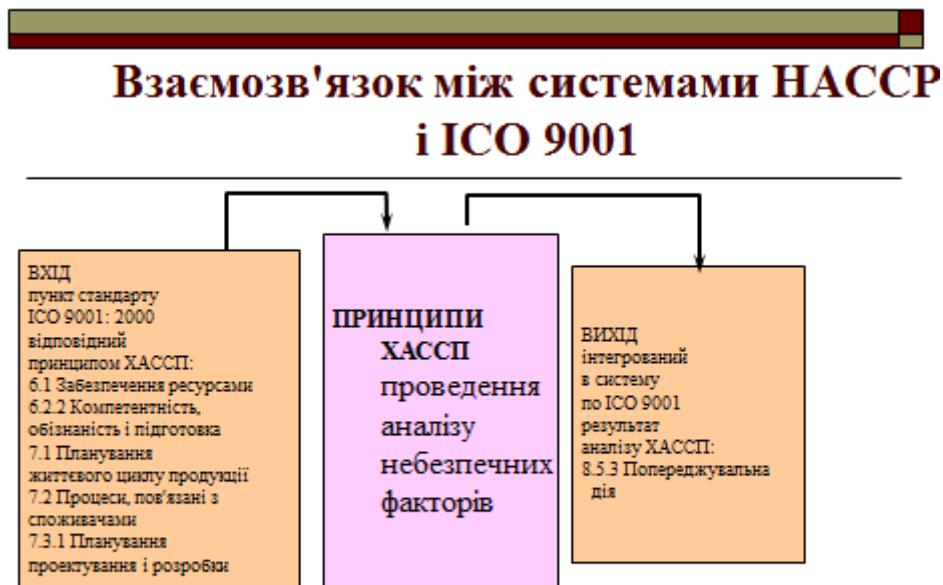 Взаємозв'язок між системами НАССР
і ІСО 9001
ВХІД
пункт стандарту
ІСО 9001: 2000
відповідний
принципом ХАССП:
6.1 Забезпечення ресурсами
6.2.2 Компетентність,
обізнаність і підготовка
7.1 Планування
життєвого циклу продукції
7.2 Процеси, пов'язані з
споживачами
7.3.1 Планування
проектування і розробки
ПРИНЦИПИ
ХАССП
проведення
аналізу
небезпечних
факторів
ВИХІД
інтегрований
в систему
по ІСО 9001
результат
аналізу ХАССП:
8.5.3 Попереджувальна
дія